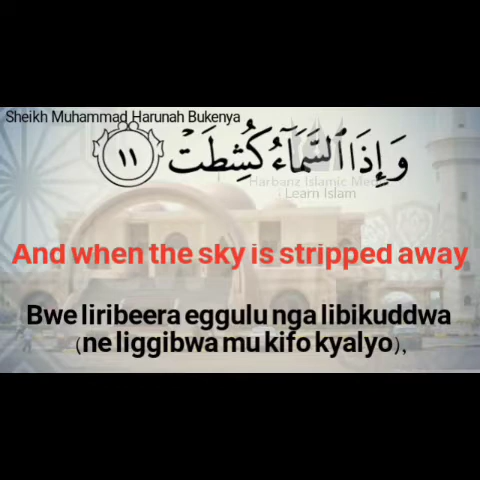 Sheikh Muhammad Harunah Bukenya
وَإِذَا ٱلسَّمَآءُ كُشِطَتْ ١١
Harbanz Islamic Me
: Learn Islam
And when the sky is stripped away
Bwe liribeera eggulu nga libikuddwa
(ne liggibwa mu kifo kyalyo),